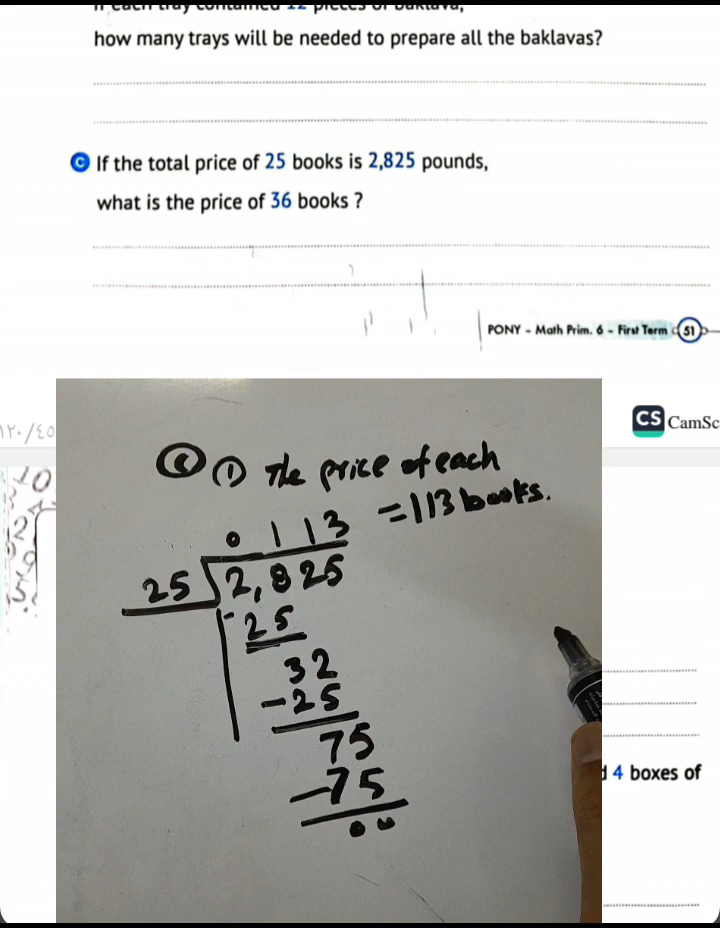 how many trays will be needed to prepare all the baklavas?
C If the total price of 25 books is 2,825 pounds,
what is the price of 36 books ?
PONY - Math Prim. 6 - First Term 51
CS CamSc
① The price of each
= 113 books.
0 1 1 3
25 2,825
- 25
32
- 25
75
- 75
0 0
4 boxes of